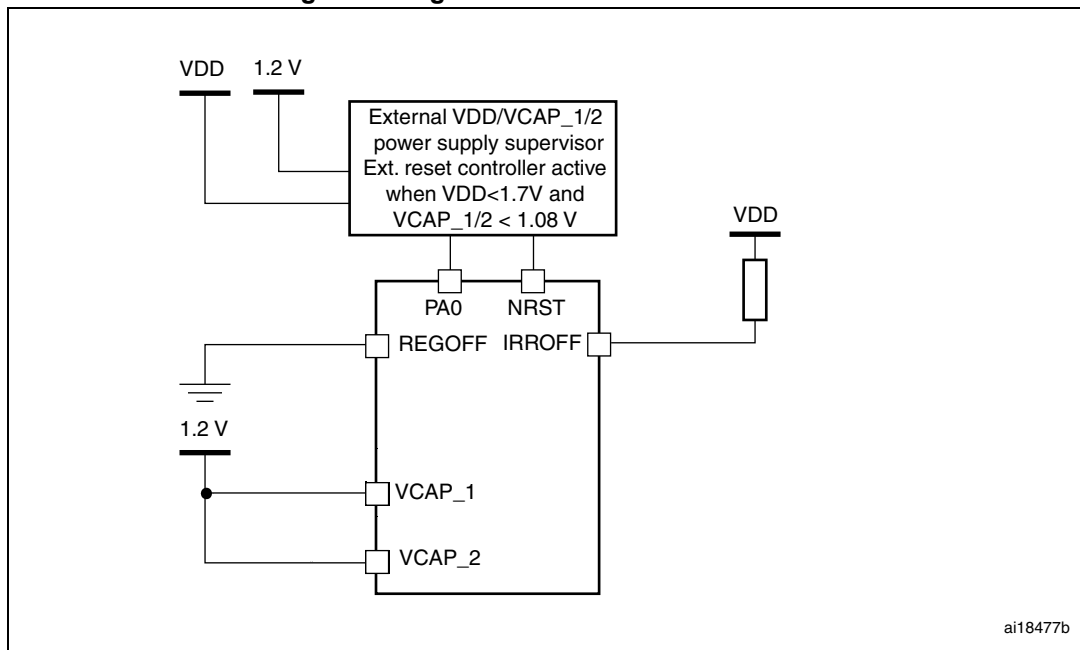 VDD
1.2 V
External VDD/VCAP_1/2
power supply supervisor
Ext. reset controller active
when VDD<1.7V and
VCAP_1/2 < 1.08 V
VDD
PA0
NRST
REGOFF
IRROFF
1.2 V
VCAP_1
VCAP_2
ai18477b